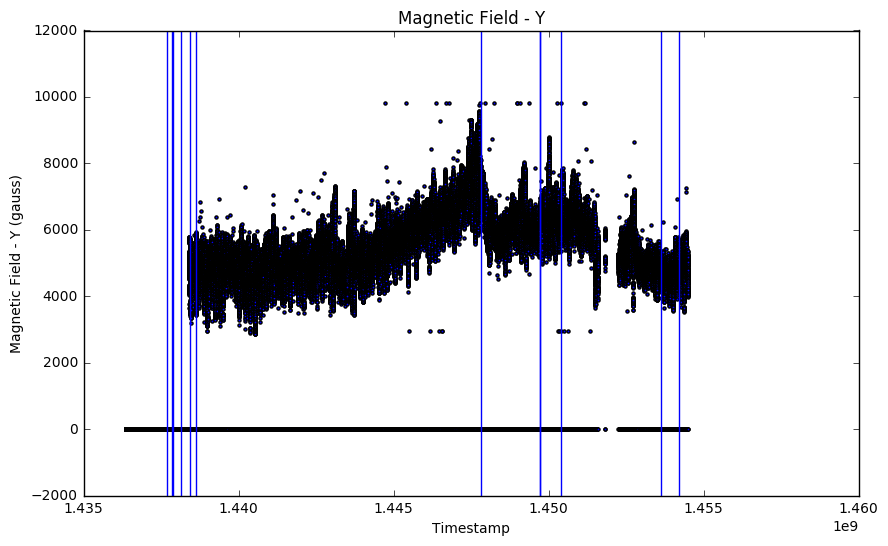 Magnetic Field - Y
12000
10000
8000
6000
4000
2000
0
−2000
Magnetic Field - Y (gauss)
1.435 1.440 1.445 1.450 1.455 1.460
1e9
Timestamp